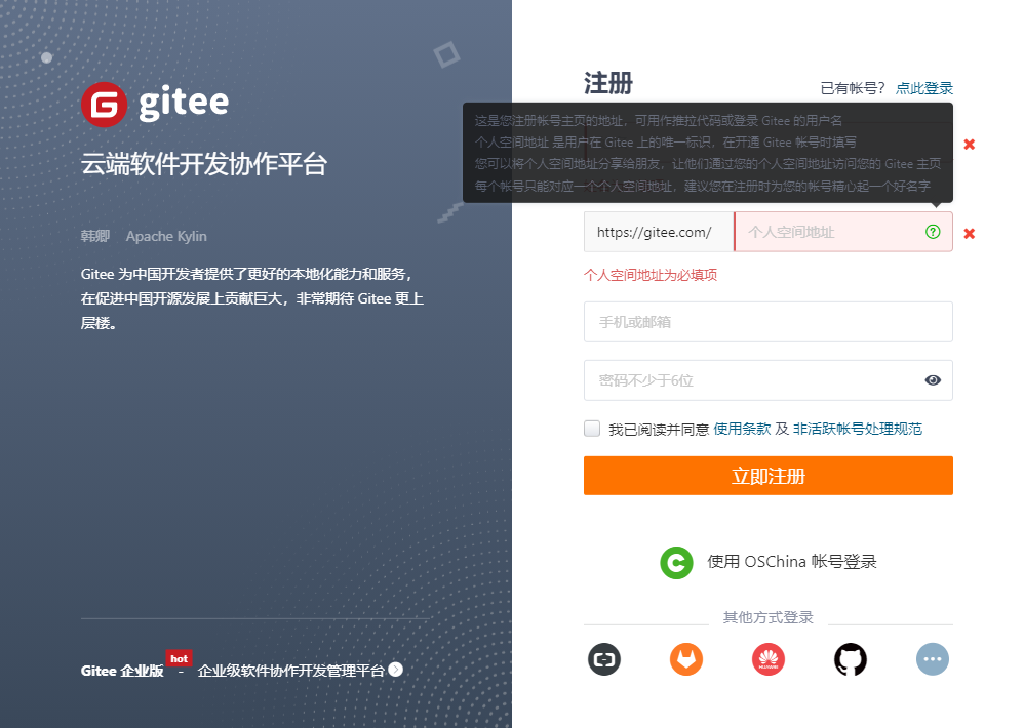 gitee
云端软件开发协作平台
韩卿 Apache Kylin
Gitee 为中国开发者提供了更好的本地化能力和服务，
在促进中国开源发展上贡献巨大，非常期待 Gitee 更上
层楼。
Gitee 企业版 hot - 企业级软件协作开发管理平台
注册
已有帐号？ 点此登录
这是您注册帐号主页的地址，可用作推拉代码或登录 Gitee 的用户名
个人空间地址 是用户在 Gitee 上的唯一标识，在开通 Gitee 帐号时填写
您可以将个人空间地址分享给朋友，让他们通过您的个人空间地址访问您的 Gitee 主页
每个帐号只能对应一个个人空间地址，建议您在注册时为您的帐号精心起一个好名字
https://gitee.com/ 个人空间地址
个人空间地址为必填项
手机或邮箱
密码不少于6位
我已阅读并同意 使用条款 及 非活跃帐号处理规范
立即注册
使用 OSChina 帐号登录
其他方式登录
HUAWEI